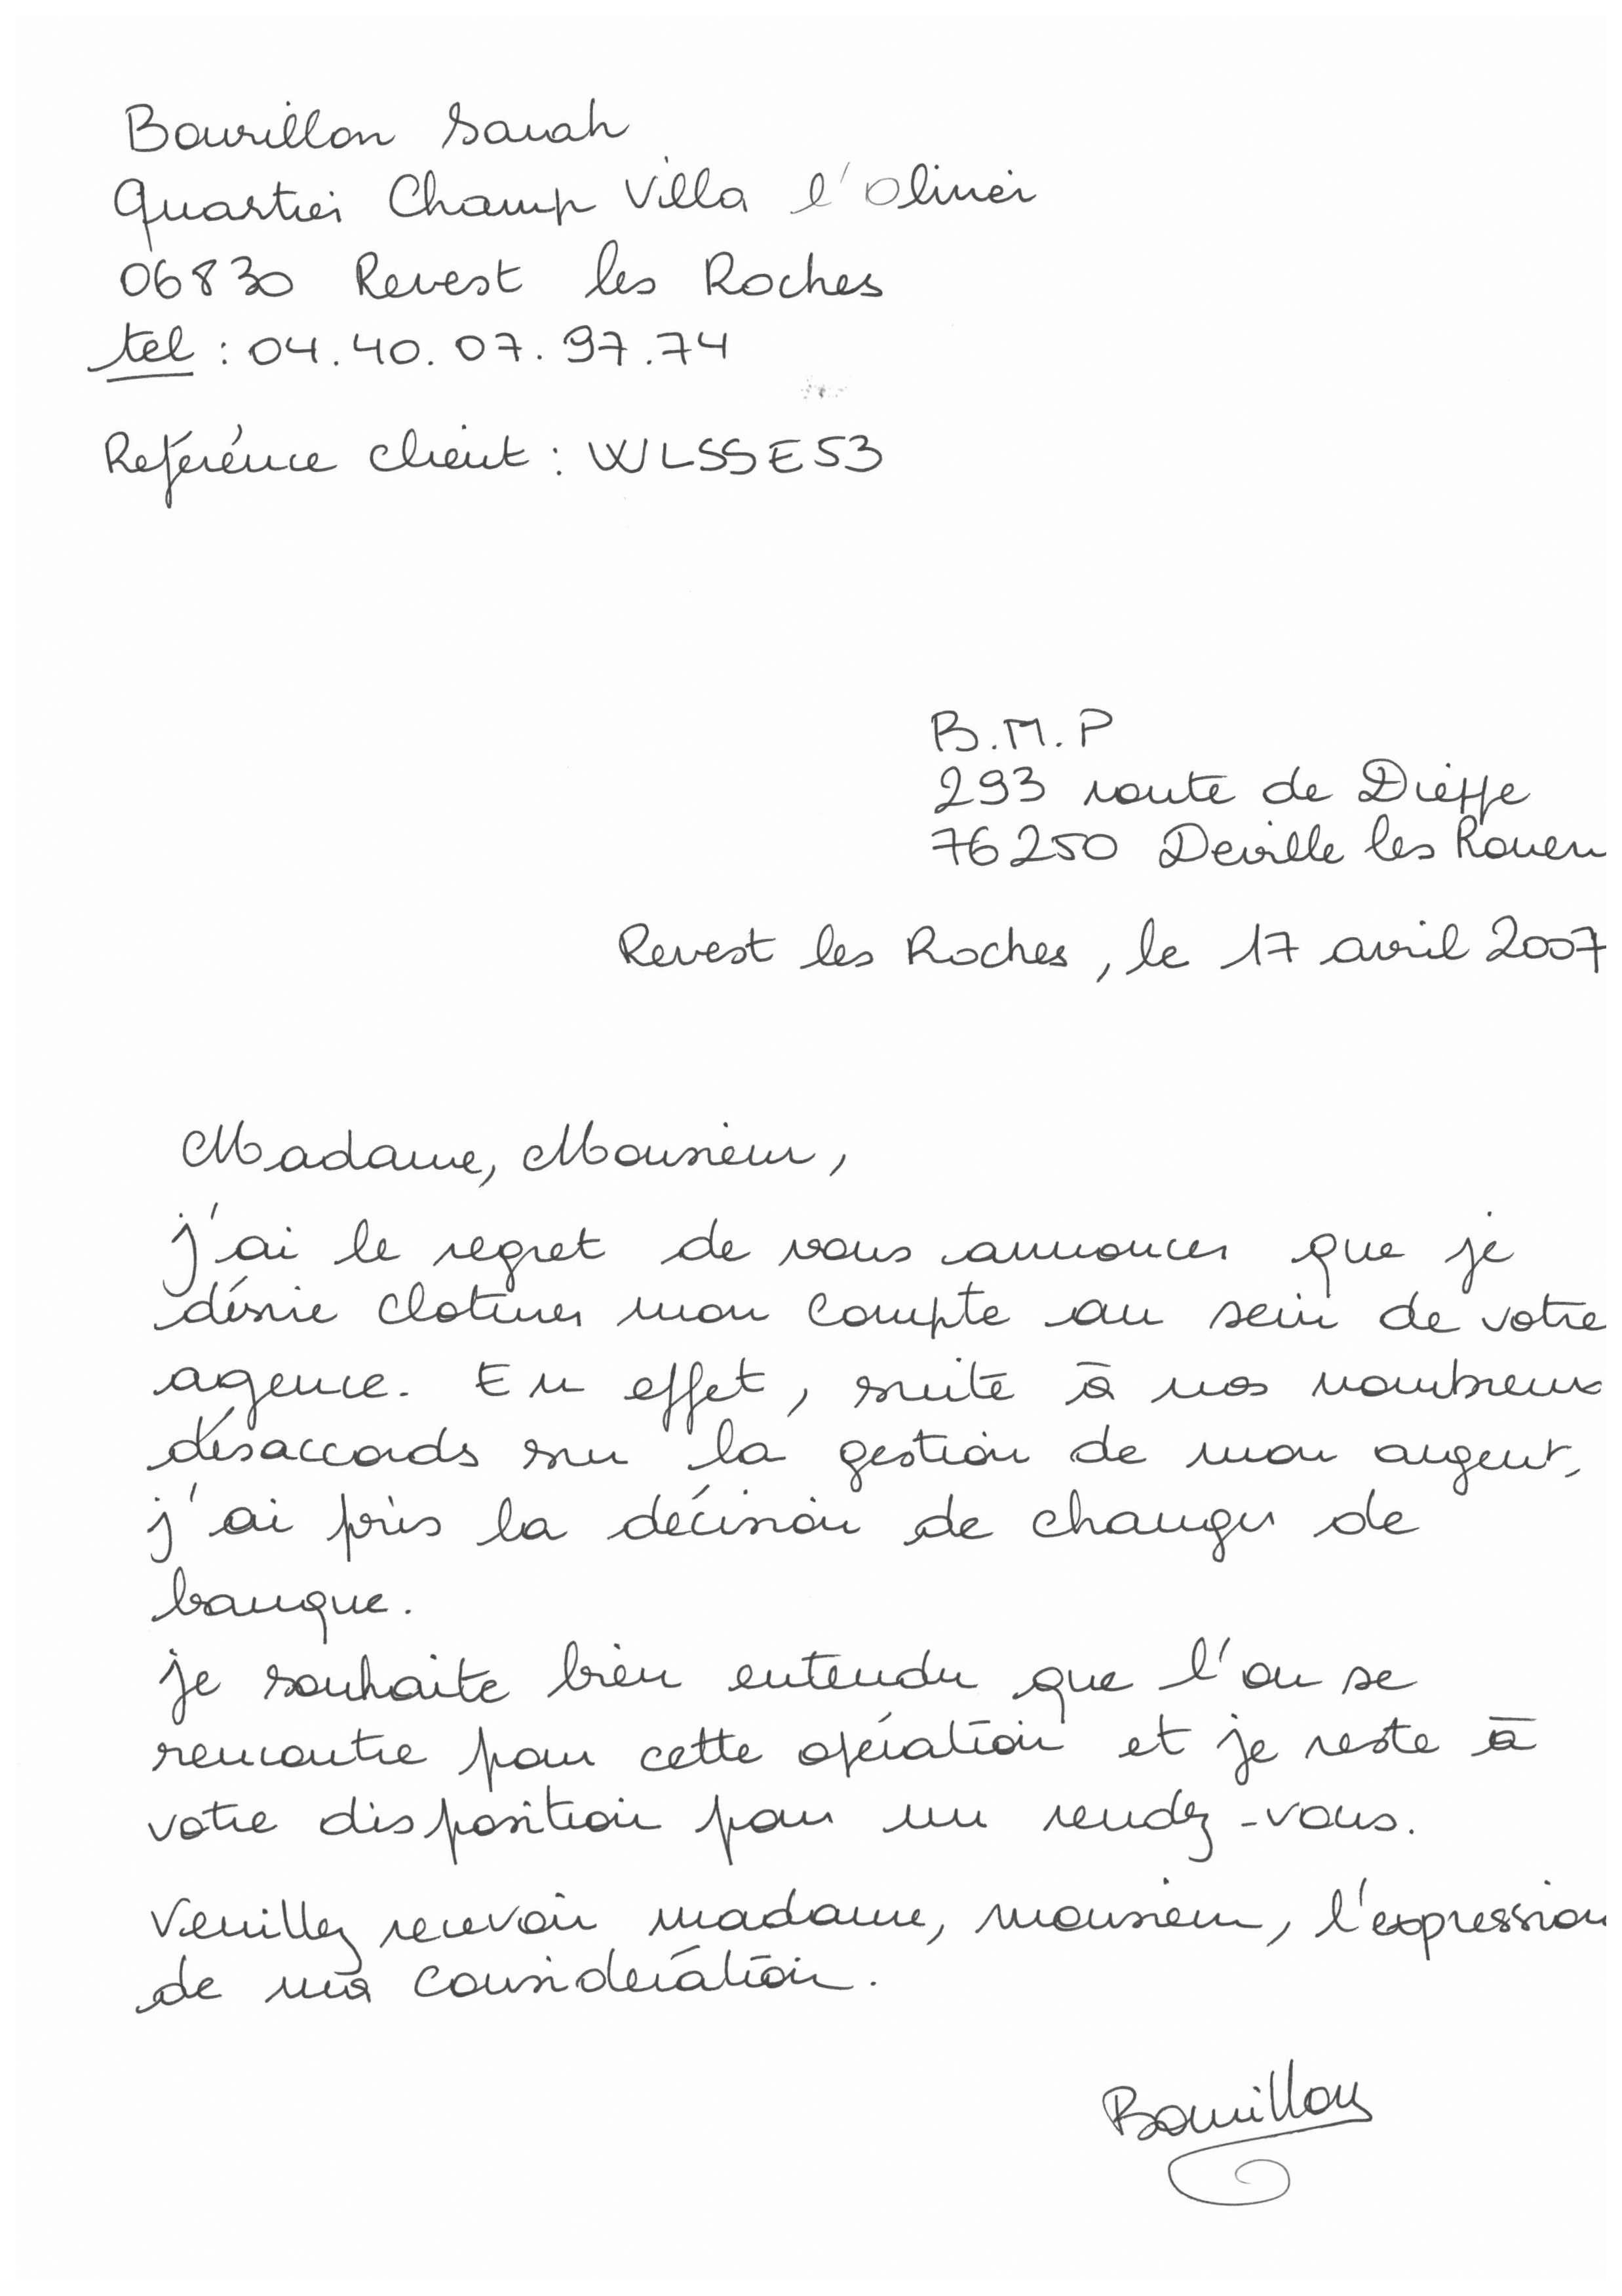 Bourillon Sarah
Quartier Champ Villa l'Olivier
06830 Revest les Roches
tel : 04.40.07.97.74
Reférence client : WLSSE53
B.M.P
293 route de Dieppe
76250 Deville les Rouen
Revest les Roches, le 17 avril 2007
Madame, Monsieur,
j'ai le regret de vous annoncer que je
désire cloturer mon compte au sein de votre
agence. En effet, suite à nos nombreux
désaccords sur la gestion de mon argent,
j'ai pris la décision de changer de
banque.
je souhaite bien entendu que l'on se
rencontre pour cette opération et je reste à
votre disposition pour un rendez-vous.
Veuillez recevoir madame, monsieur, l'expression
de ma considération.
Bourillon